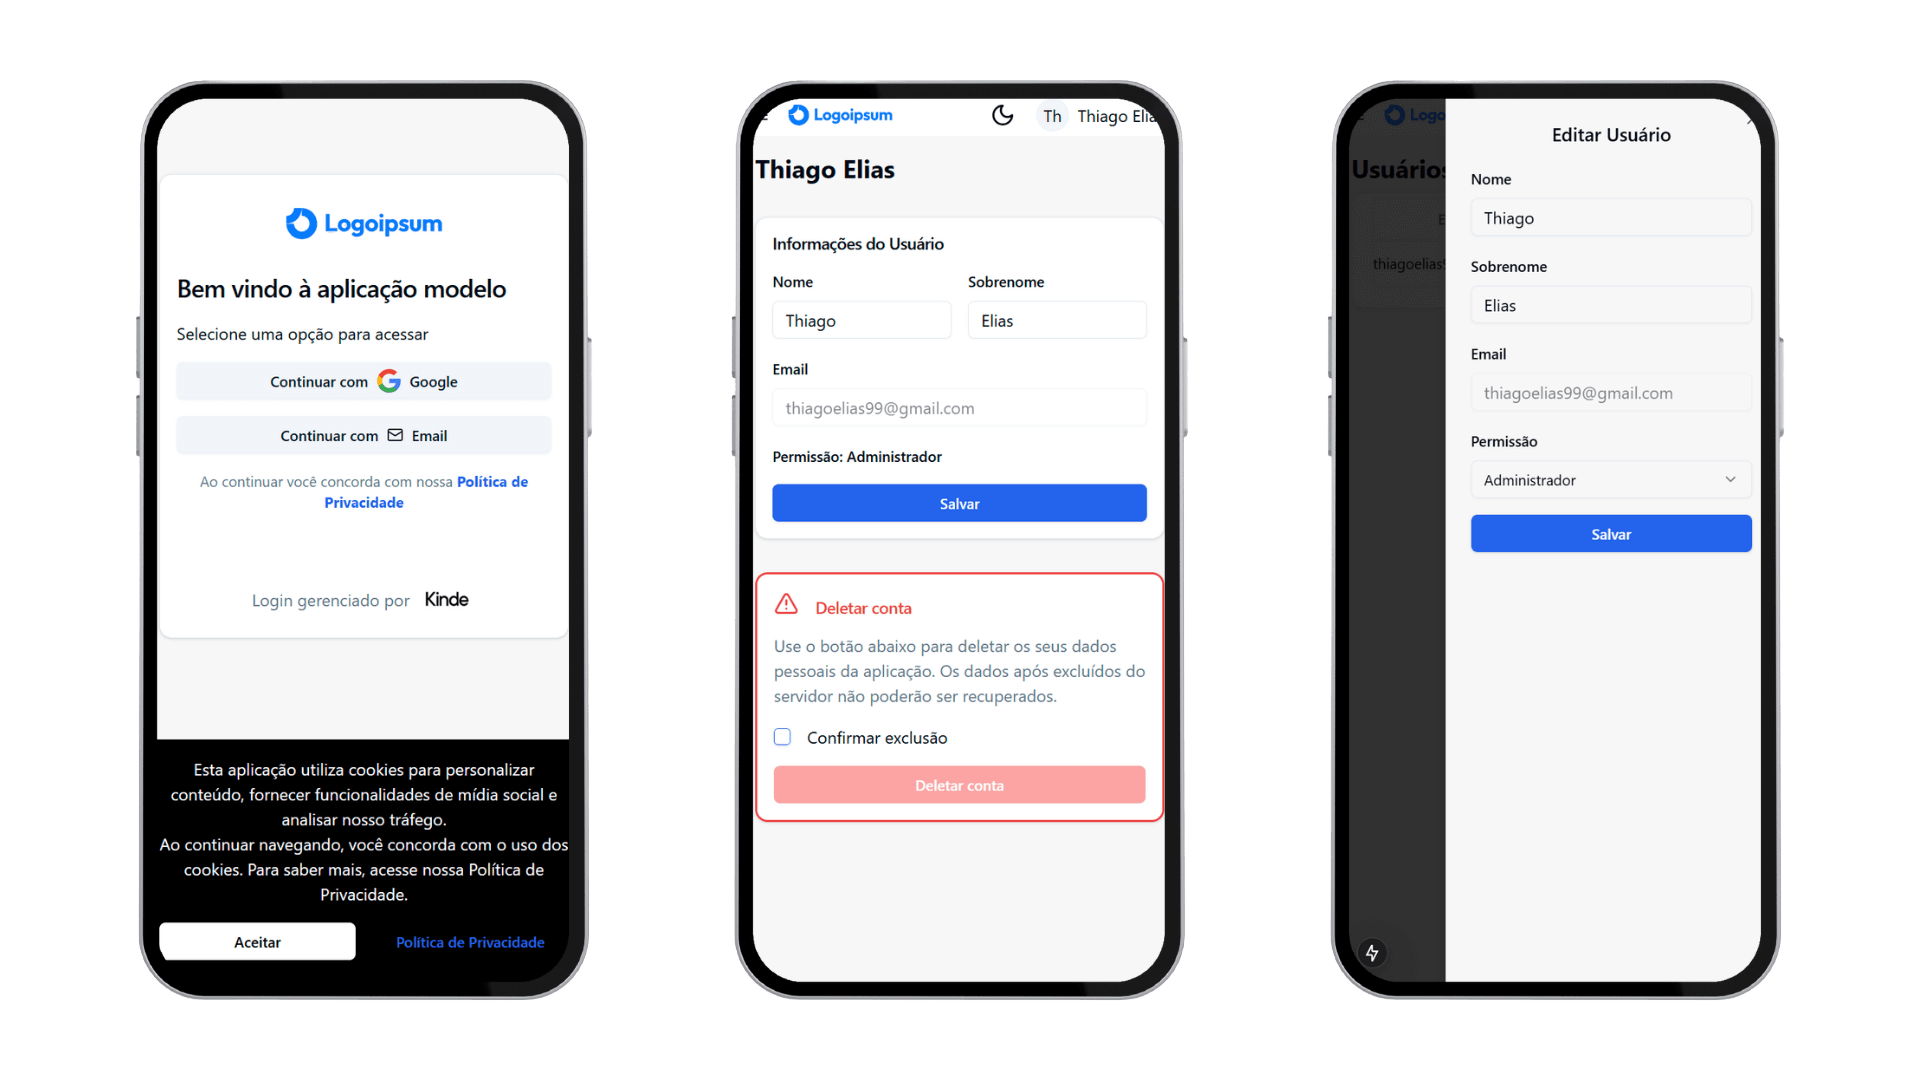 Logoipsum
Bem vindo à aplicação modelo
Selecione uma opção para acessar
Continuar com Google
Continuar com Email
Ao continuar você concorda com nossa Política de
Privacidade
Login gerenciado por Kinde
Esta aplicação utiliza cookies para personalizar
conteúdo, fornecer funcionalidades de mídia social e
analisar nosso tráfego.
Ao continuar navegando, você concorda com o uso dos
cookies. Para saber mais, acesse nossa Política de
Privacidade.
Aceitar Política de Privacidade
Logoipsum Th Thiago Elia
Thiago Elias
Informações do Usuário
Nome Sobrenome
Thiago Elias
Email
thiagoelias99@gmail.com
Permissão: Administrador
Salvar
Deletar conta
Use o botão abaixo para deletar os seus dados
pessoais da aplicação. Os dados após excluídos do
servidor não poderão ser recuperados.
Confirmar exclusão
Deletar conta
Logo
Usuários
E
thiagoelias9
Editar Usuário
Nome
Thiago
Sobrenome
Elias
Email
thiagoelias99@gmail.com
Permissão
Administrador
Salvar